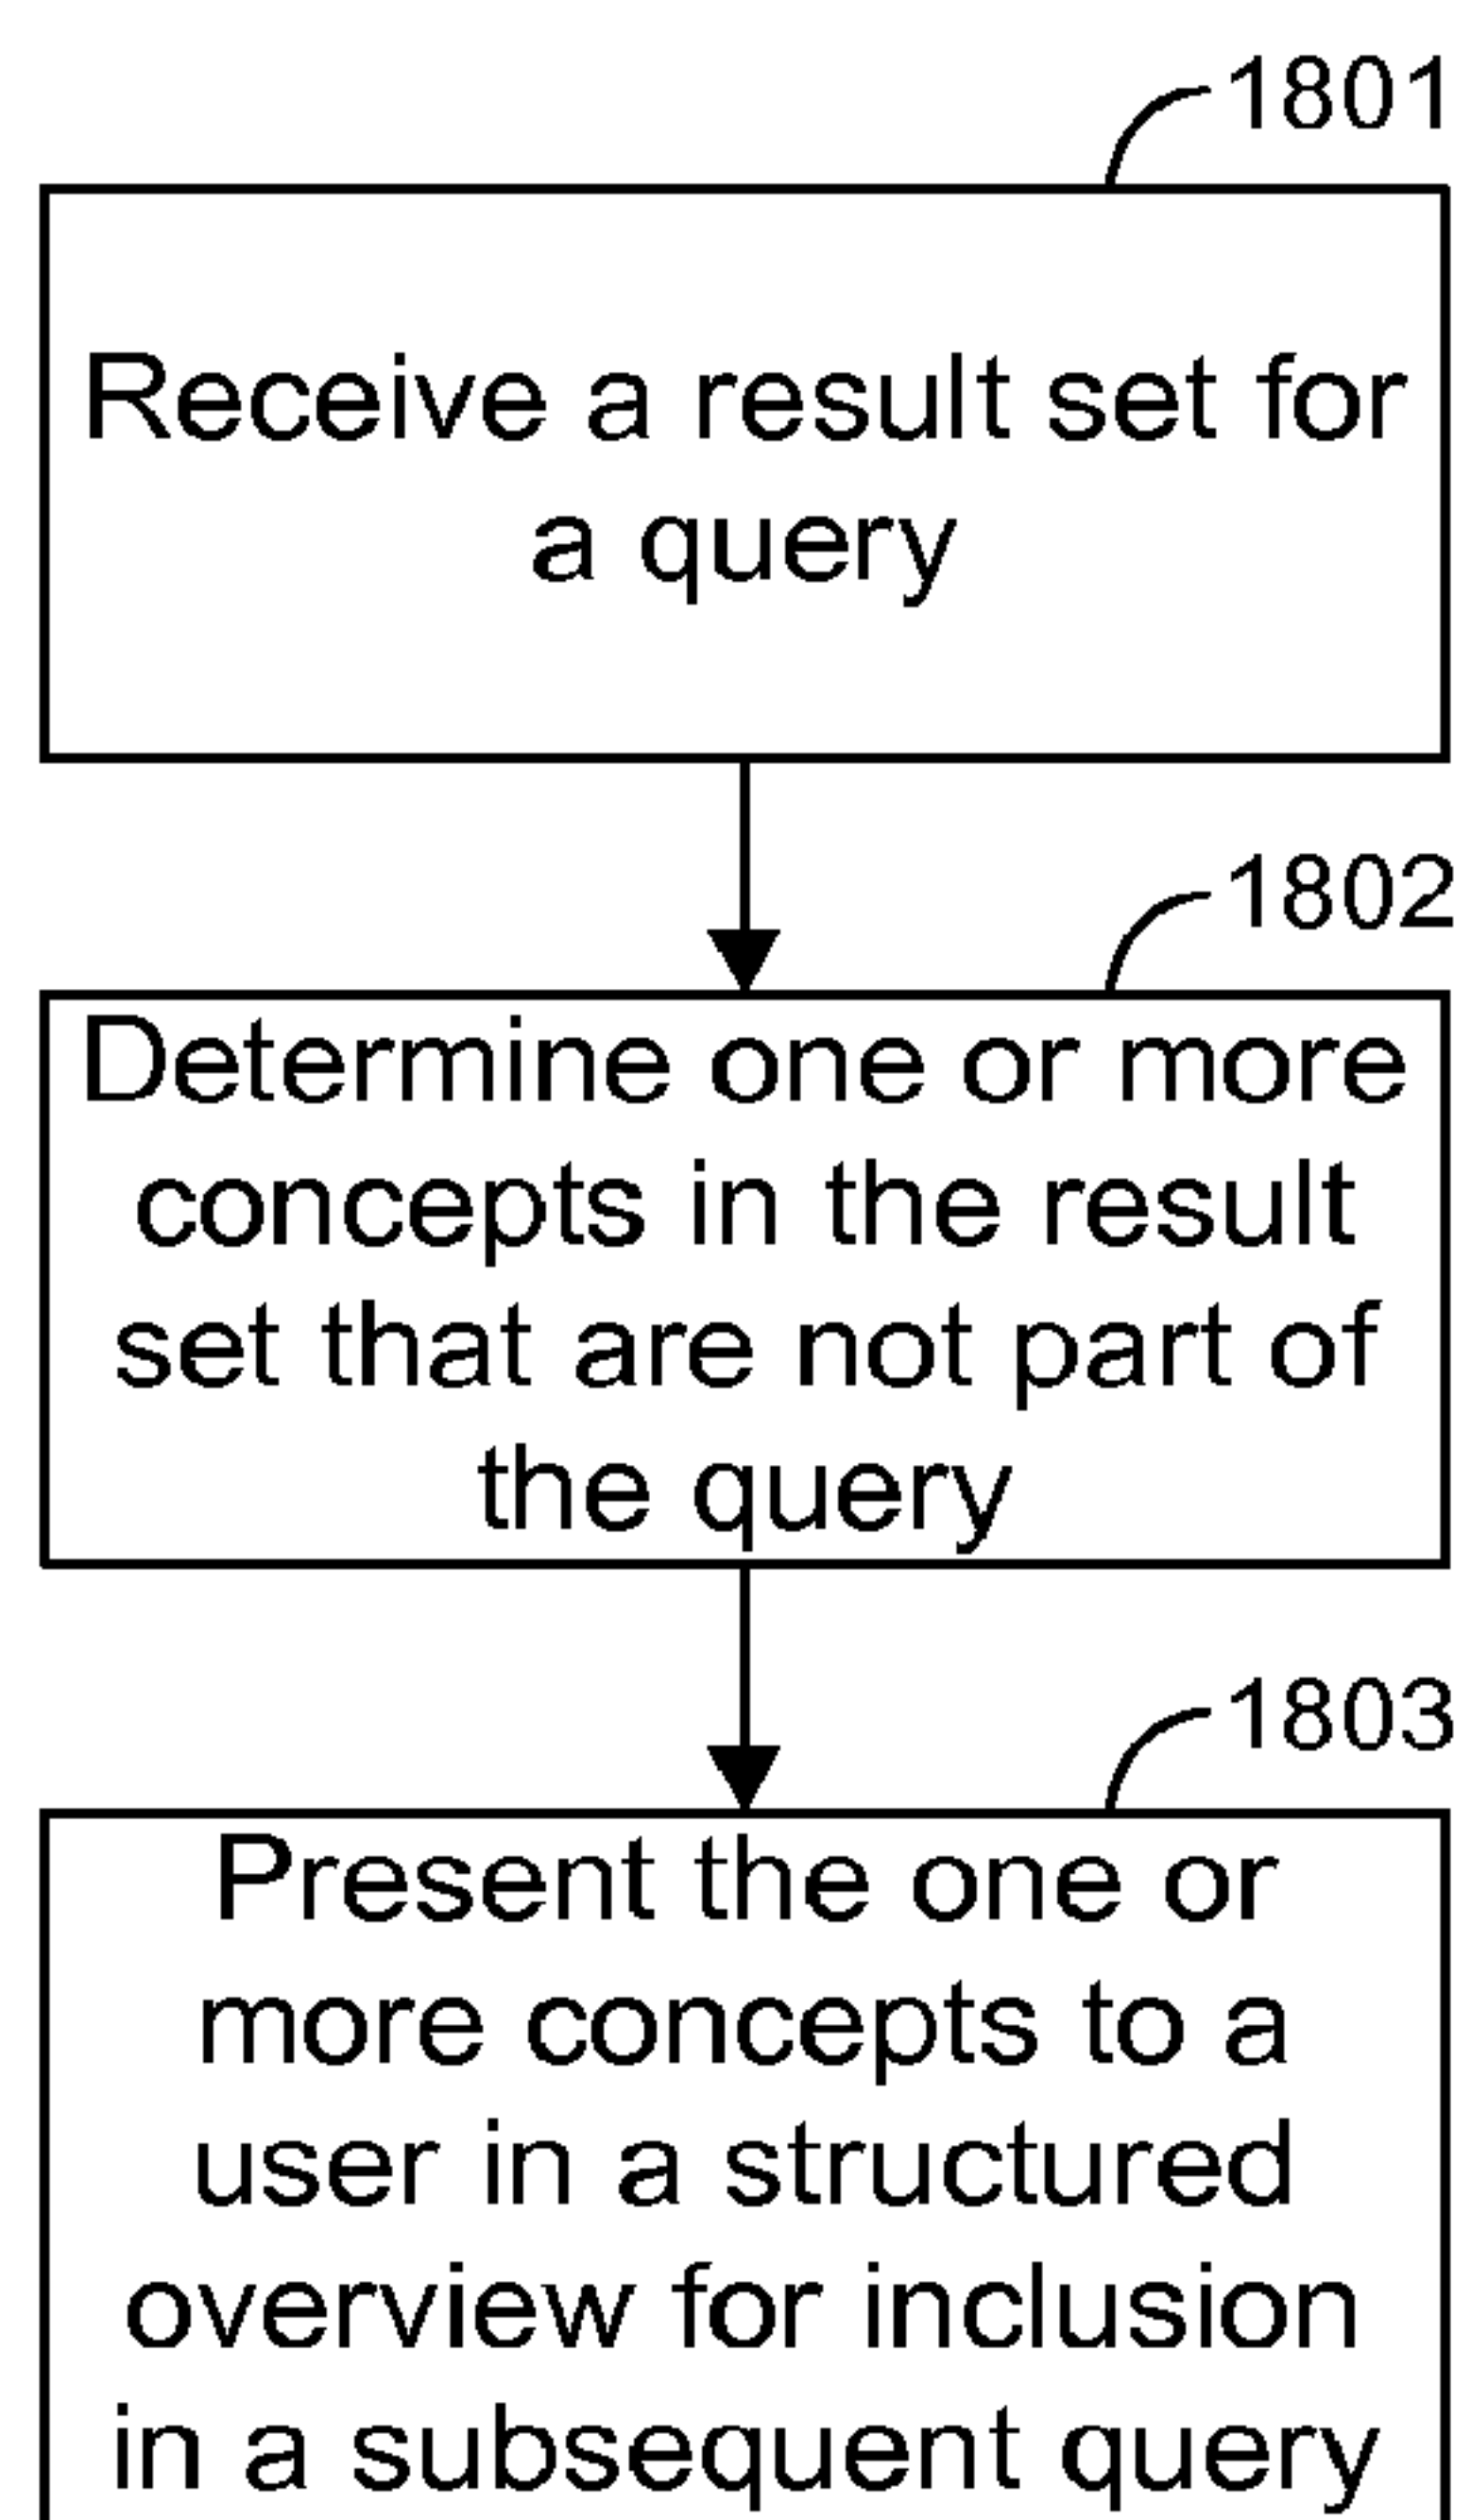 1801
Receive a result set for
a query
1802
Determine one or more
concepts in the result
set that are not part of
the query
1803
Present the one or
more concepts to a
user in a structured
overview for inclusion
in a subsequent query